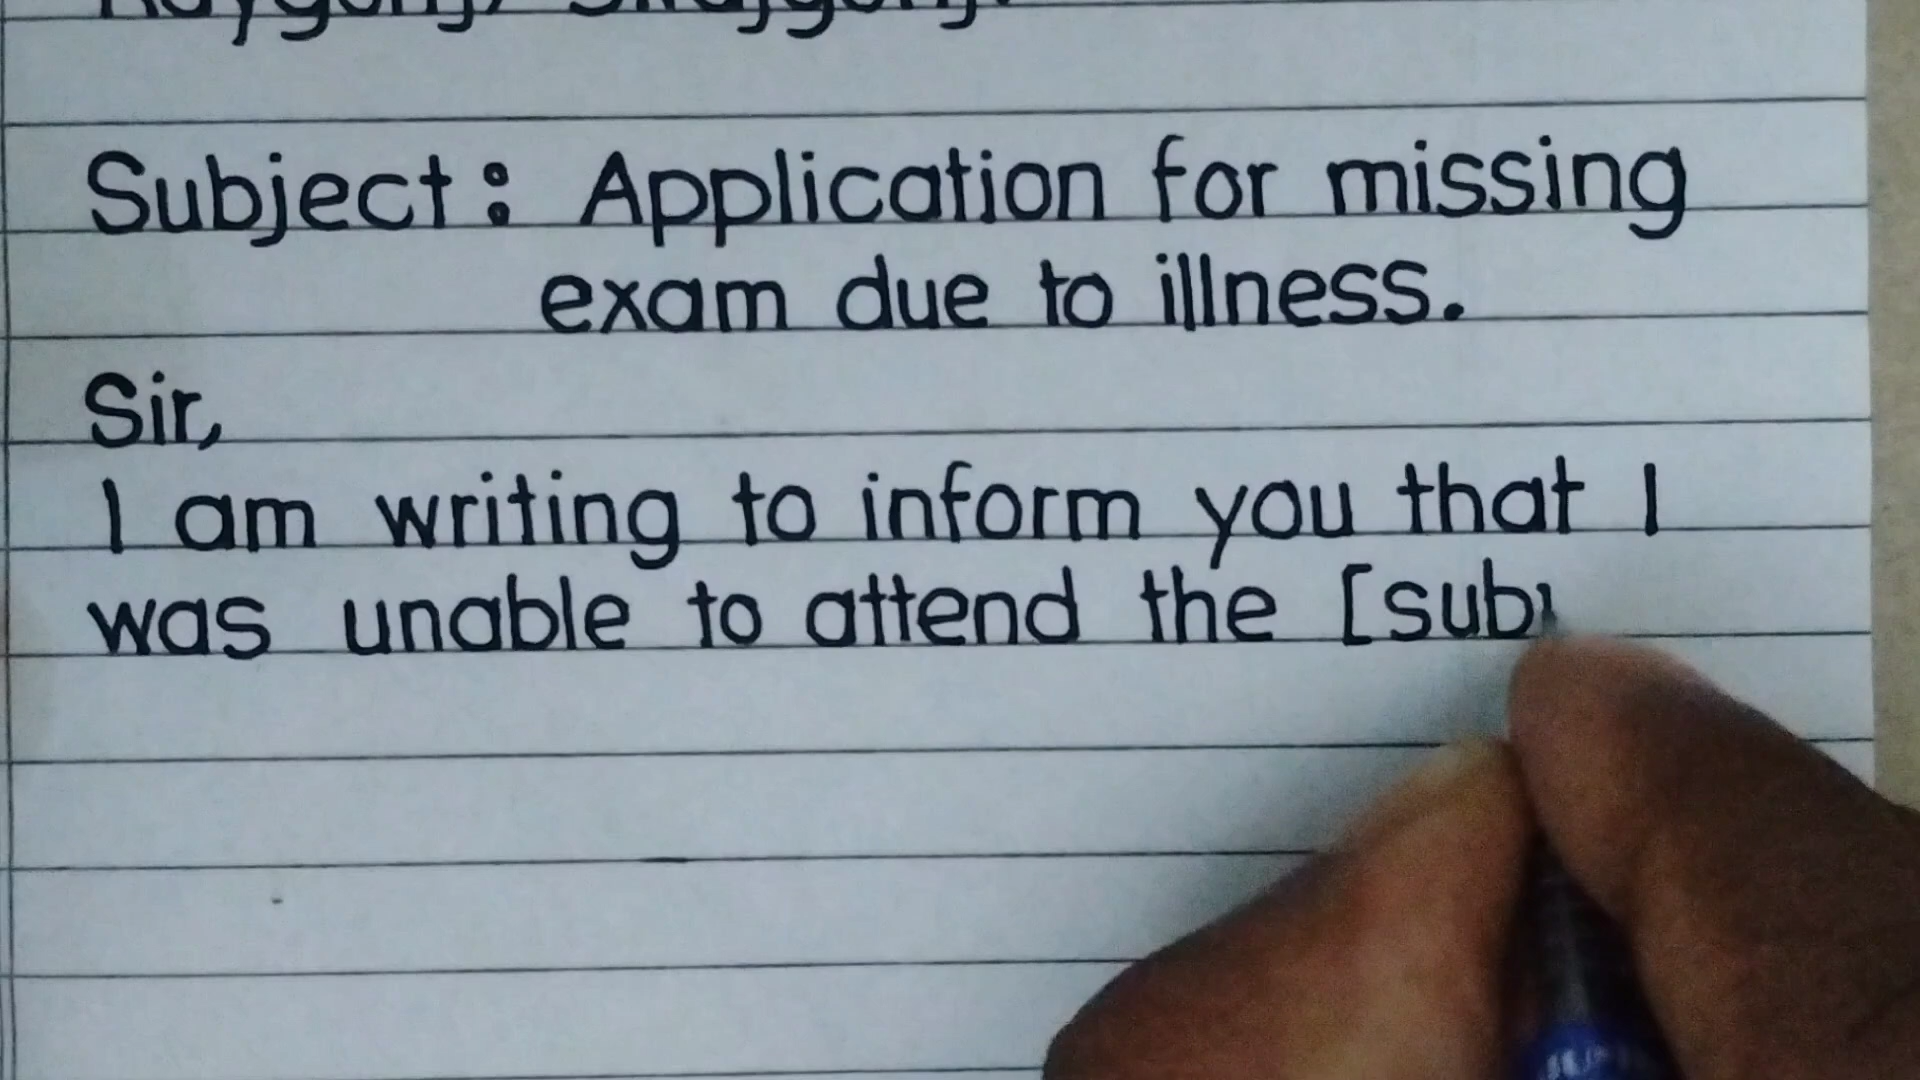 Subject: Application for missing
exam due to illness.
Sir,
I am writing to inform you that I
was unable to attend the [sub